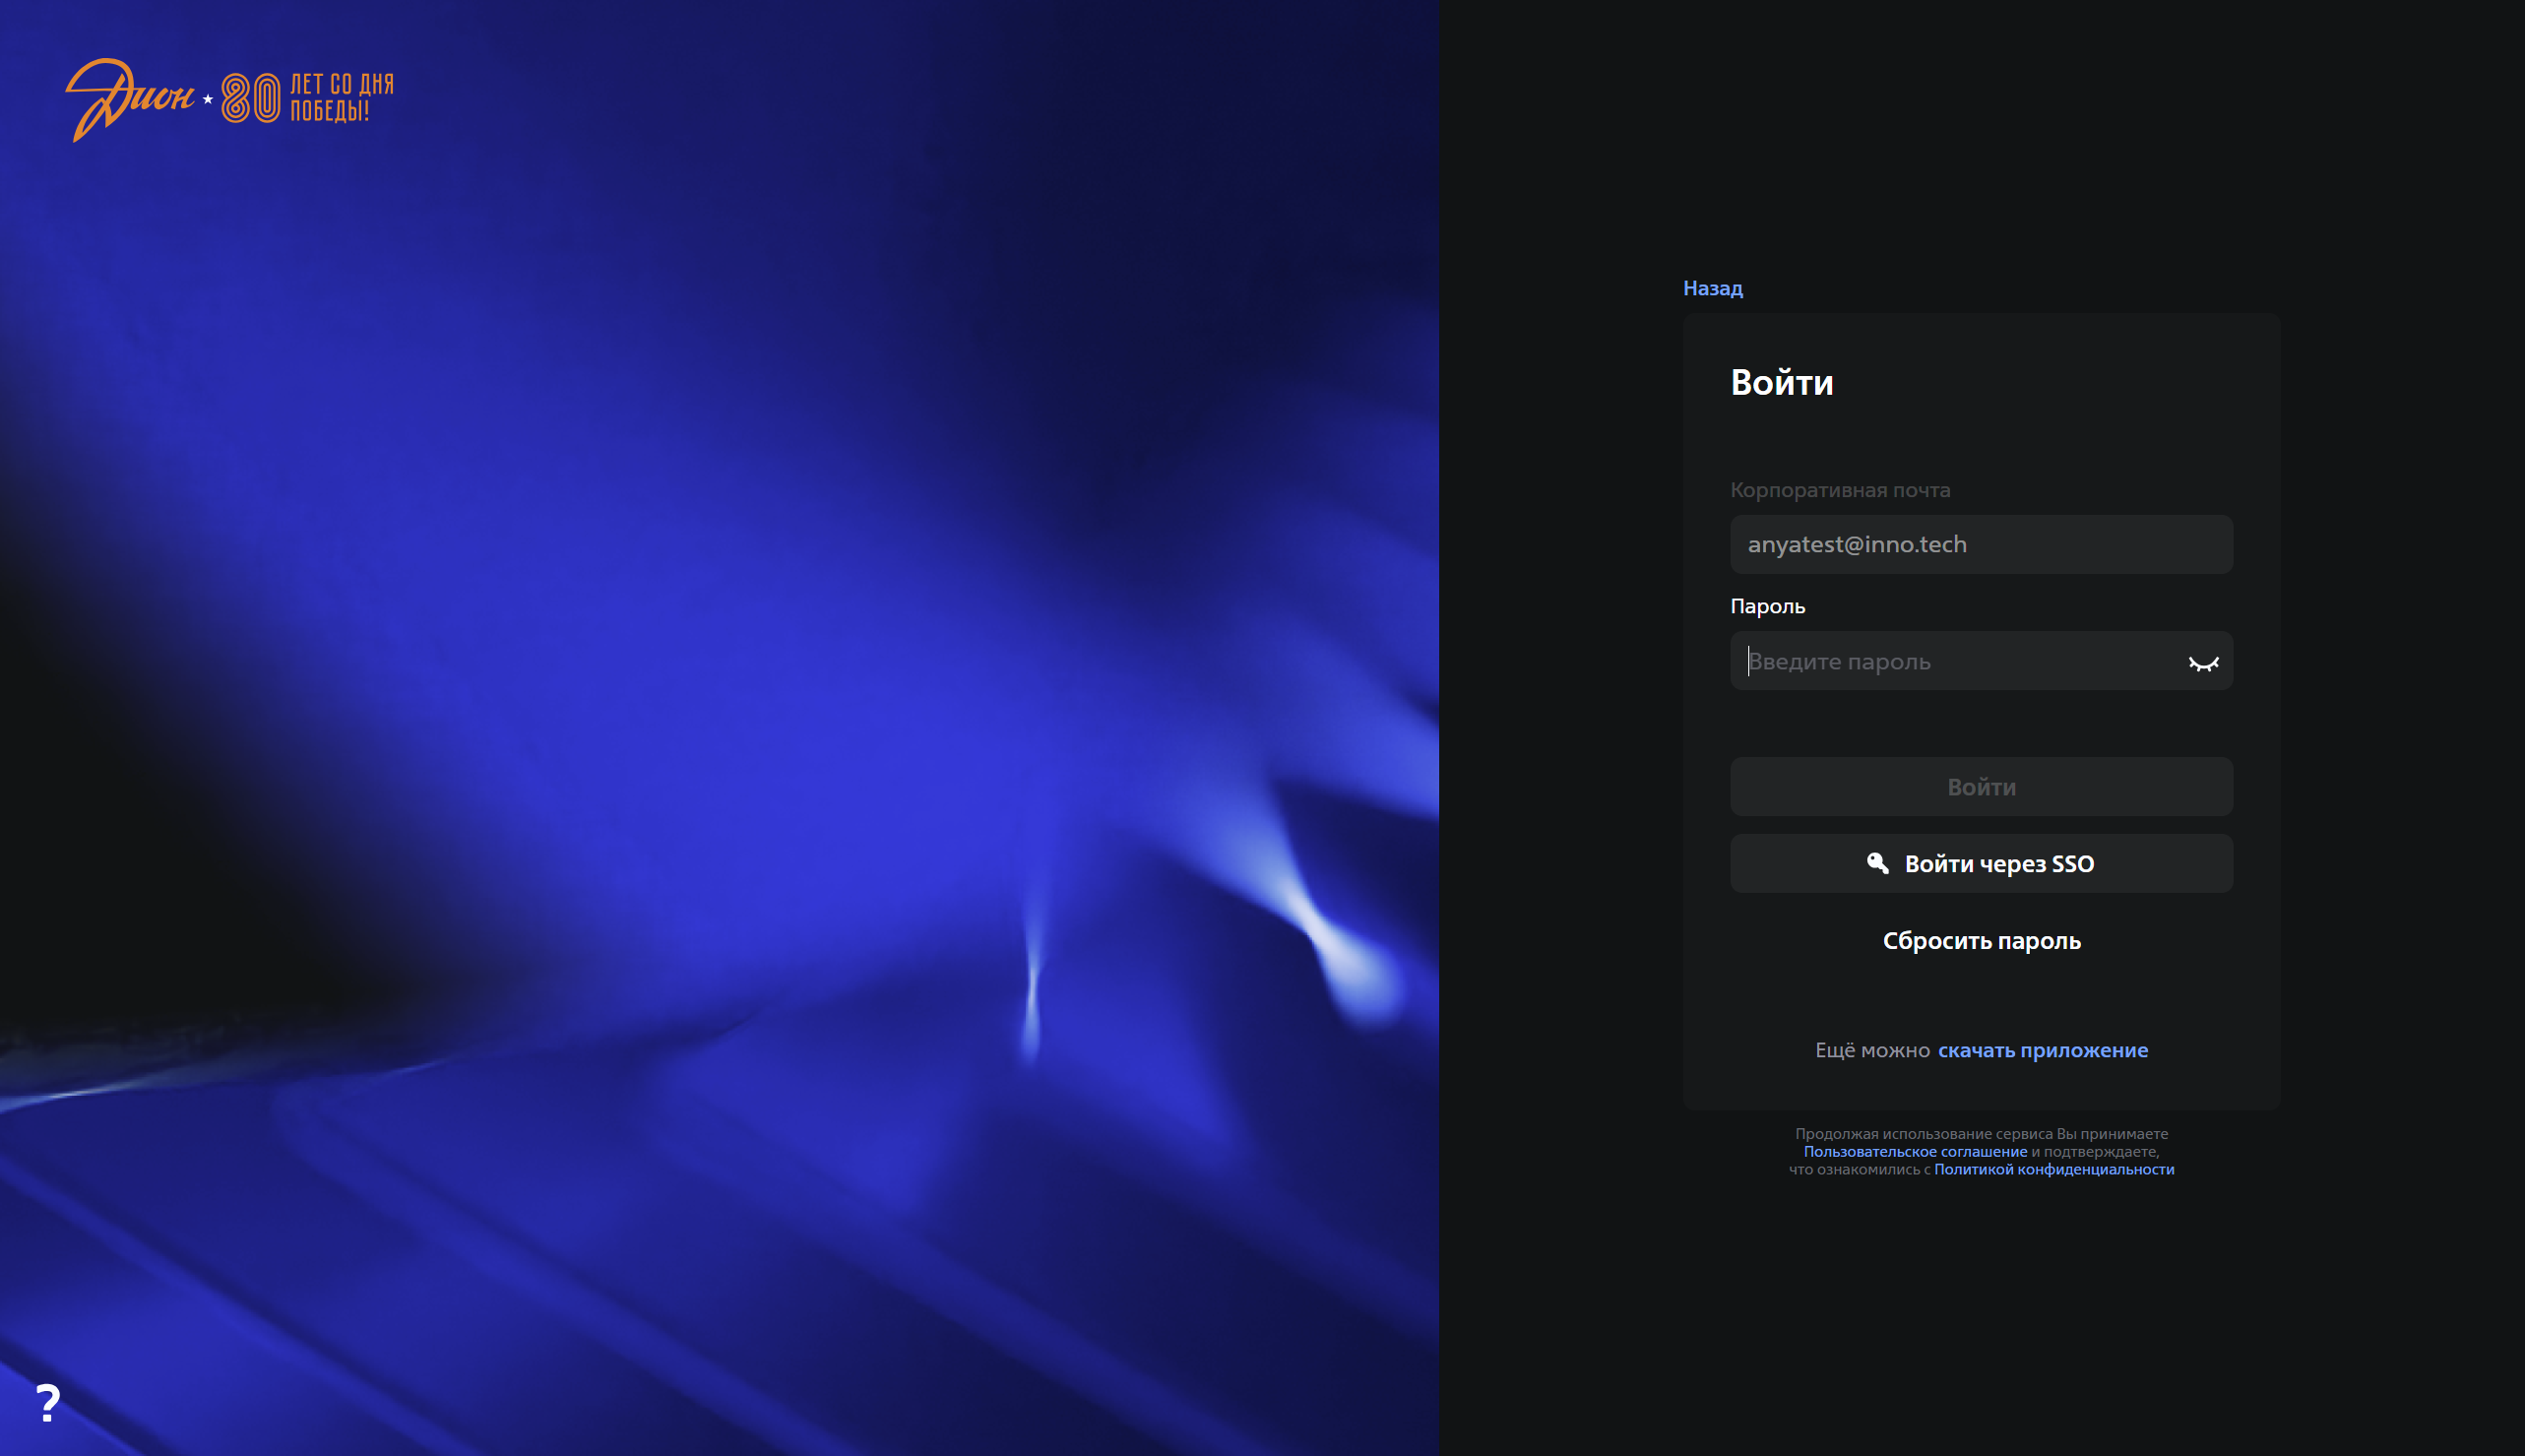 Дион ★ 80 ЛЕТ СО ДНЯ
ПОБЕДЫ!
Назад
Войти
Корпоративная почта
anyatest@inno.tech
Пароль
Введите пароль
Войти
Войти через SSO
Сбросить пароль
Ещё можно скачать приложение
Продолжая использование сервиса Вы принимаете
Пользовательское соглашение и подтверждаете,
что ознакомились с Политикой конфиденциальности
?